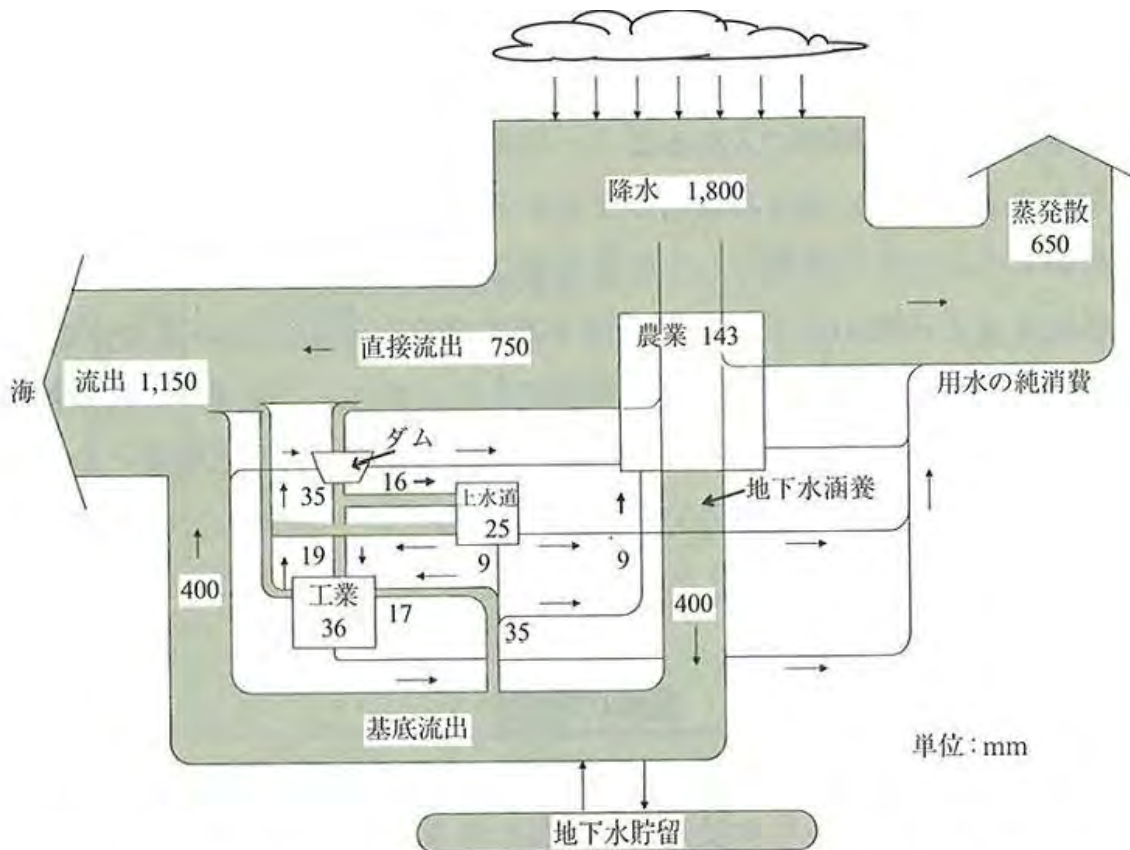 降水 1,800
蒸発散
650
農業 143
直接流出 750
海
流出 1,150
用水の純消費
ダム
16
35
上水道
25
地下水涵養
19
9
9
400
工業
36
17
35
400
基底流出
単位:mm
地下水貯留